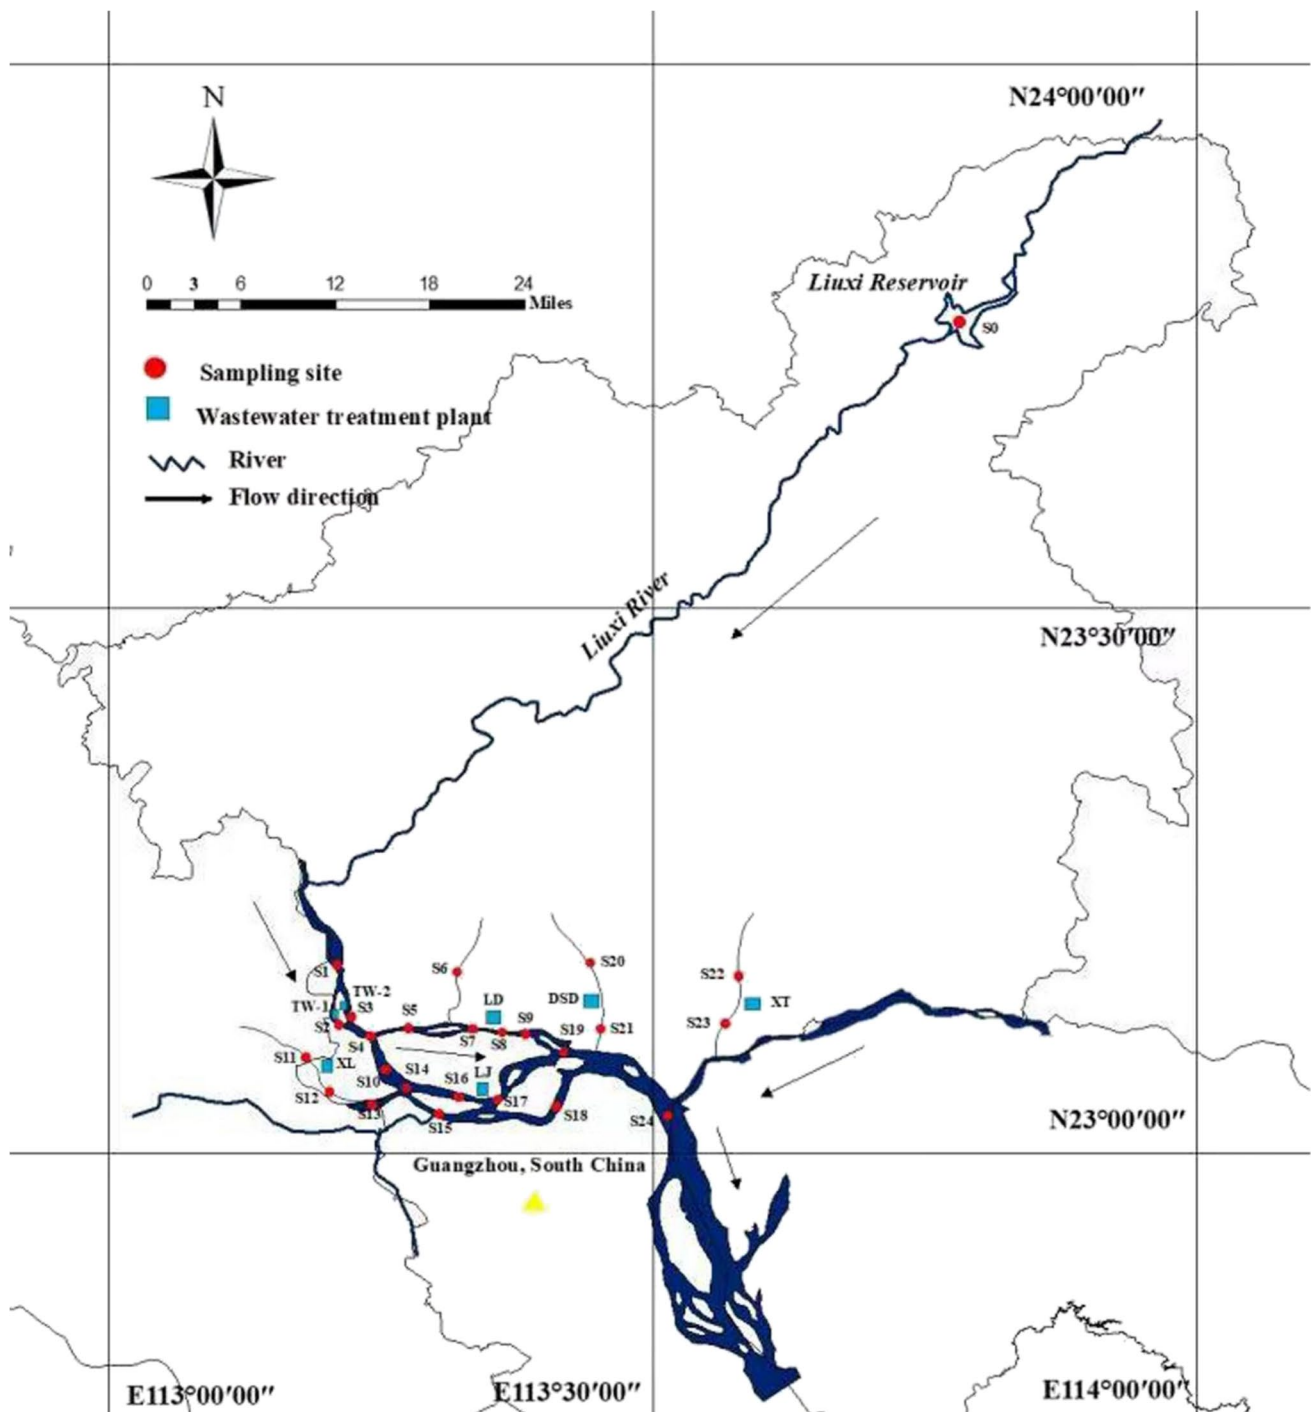 N24°00′00″
N
0 3 6 12 18 24
Miles
Liuxi Reservoir
S0
Sampling site
Wastewater treatment plant
River
Flow direction
Liuxi River
N23°30′00″
S1
TW-1
TW-2
S2
S3
S4
S5
S6
S7
LD
S8
S9
DSD
S20
S21
S19
S22
XT
S23
S11
XL
S12
S10
S14
S13
S16
LJ
S17
S15
S18
S24
N23°00′00″
Guangzhou, South China
E113°00′00″
E113°30′00″
E114°00′00″